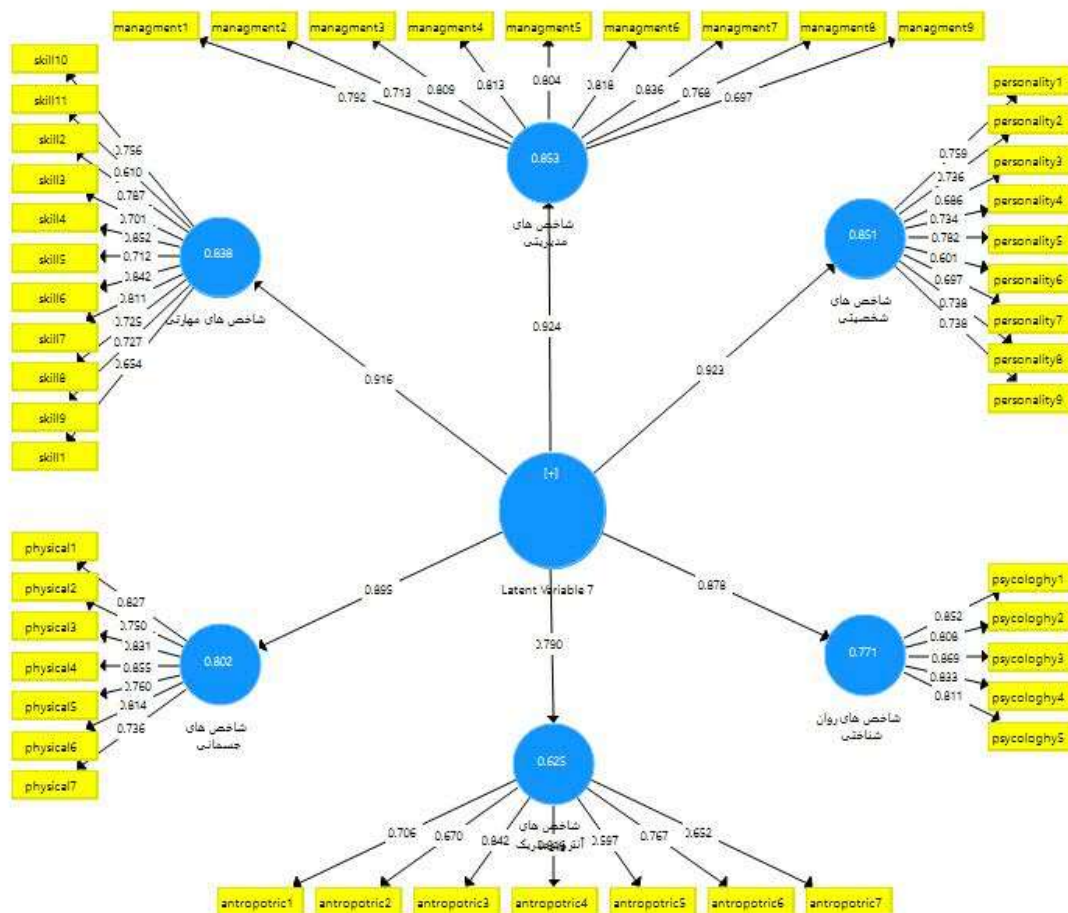 managment1 managment2 managment3 managment4 managment5 managment6 managment7 managment8 managment9
0.792 0.713 0.809 0.813 0.804 0.818 0.836 0.768 0.697
0.853
شاخص های
مدیریتی
skill10
skill11
skill2
skill3
skill4
skill5
skill6
skill7
skill8
skill9
skill1
0.756
0.610
0.787
0.701
0.852
0.712
0.842
0.811
0.725
0.727
0.654
0.838
شاخص های مهارتی
personality1
personality2
personality3
personality4
personality5
personality6
personality7
personality8
personality9
0.759
0.736
0.686
0.734
0.782
0.601
0.697
0.738
0.738
0.851
شاخص های
شخصیتی
0.924
0.916
0.923
[+]
Latent Variable 7
0.895
0.790
0.878
physical1
physical2
physical3
physical4
physical5
physical6
physical7
0.827
0.750
0.831
0.855
0.760
0.814
0.736
0.802
شاخص های
جسمانی
psycologhy1
psycologhy2
psycologhy3
psycologhy4
psycologhy5
0.852
0.808
0.869
0.833
0.811
0.771
شاخص های روان
شناختی
0.625
شاخص های
0.706 0.670 0.842 0.597 0.767 0.652
antropotric1 antropotric2 antropotric3 antropotric4 antropotric5 antropotric6 antropotric7